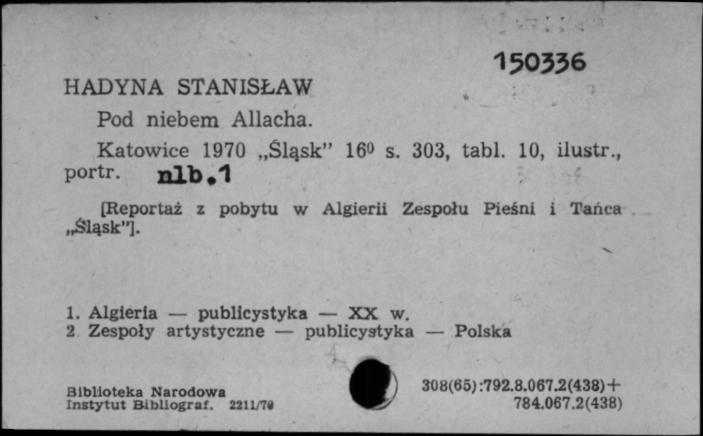 150336
HADYNA STANISŁAW
Pod niebem Allacha.
Katowice 1970 „Śląsk” 16⁰ s. 303, tabl. 10, ilustr.,
portr. nlb.1
[Reportaż z pobytu w Algierii Zespołu Pieśni i Tańca
„Śląsk”].
1. Algieria — publicystyka — XX w.
2 Zespoły artystyczne — publicystyka — Polska
Biblioteka Narodowa
Instytut Bibliograf. 2211/70
308(65):792.8.067.2(438)+
784.067.2(438)